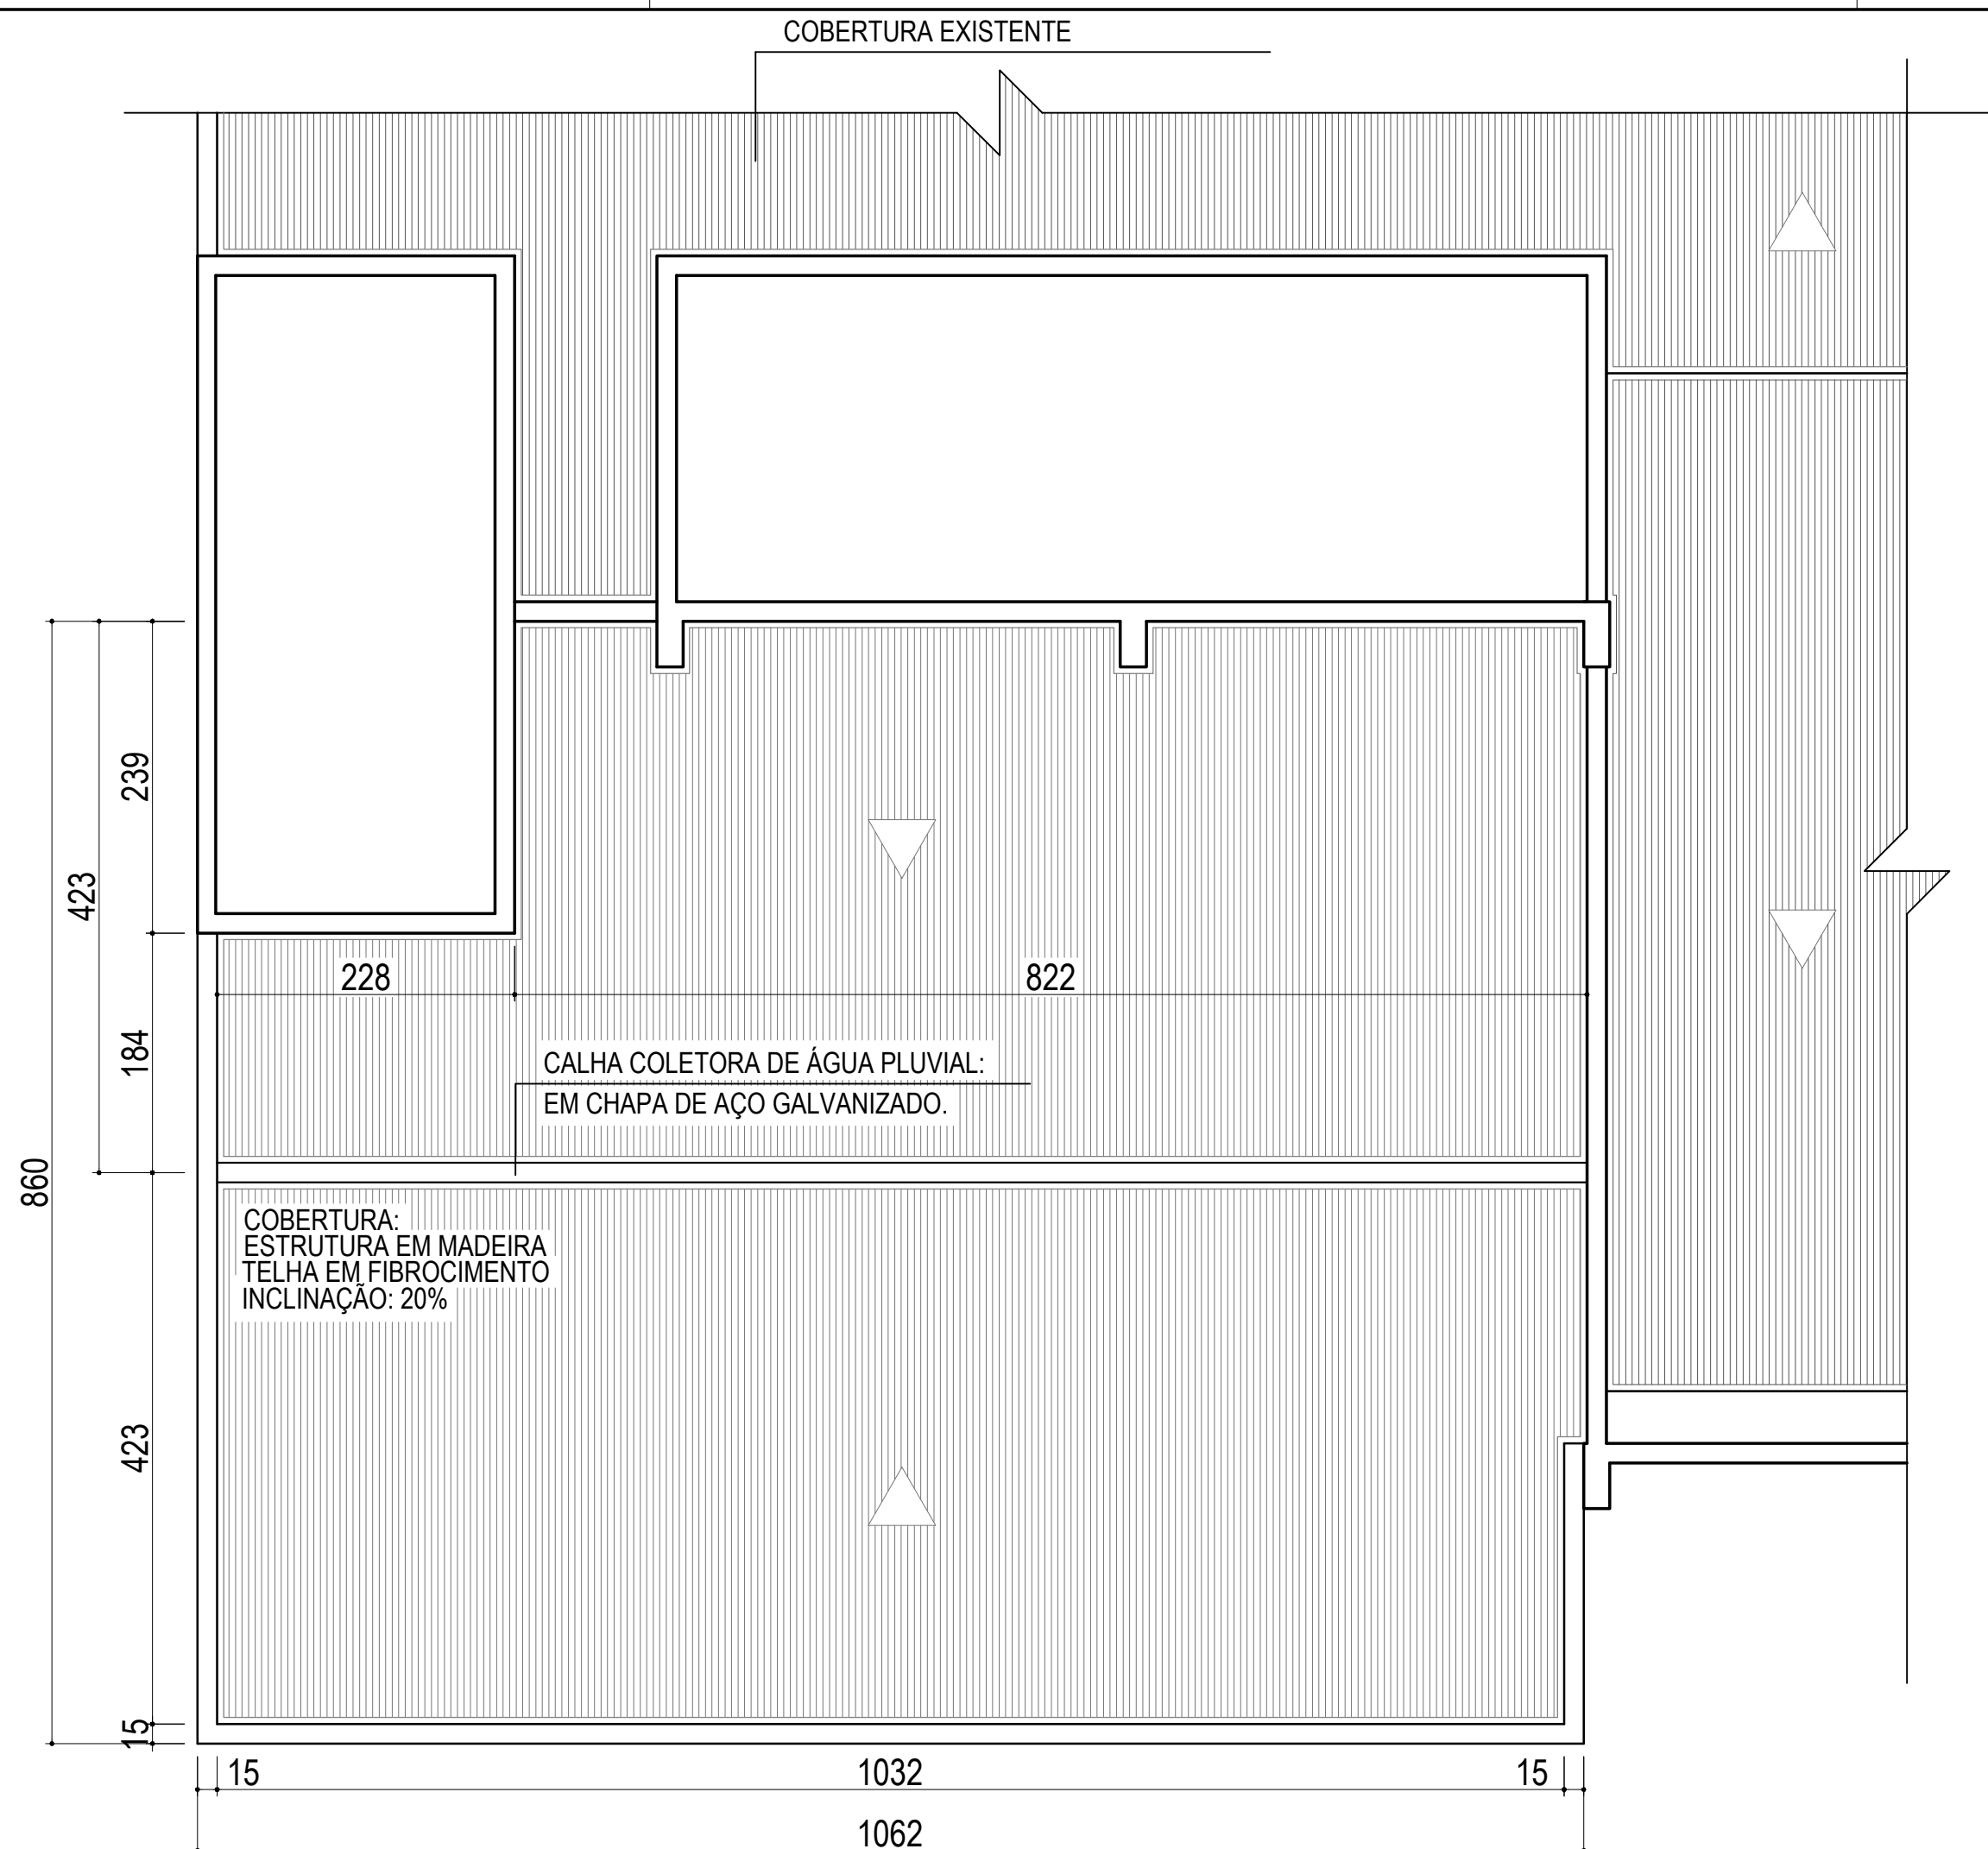 COBERTURA EXISTENTE
239
423
228
822
184
CALHA COLETORA DE ÁGUA PLUVIAL:
EM CHAPA DE AÇO GALVANIZADO.
860
COBERTURA:
ESTRUTURA EM MADEIRA
TELHA EM FIBROCIMENTO
INCLINAÇÃO: 20%
423
15
15
1032
15
1062